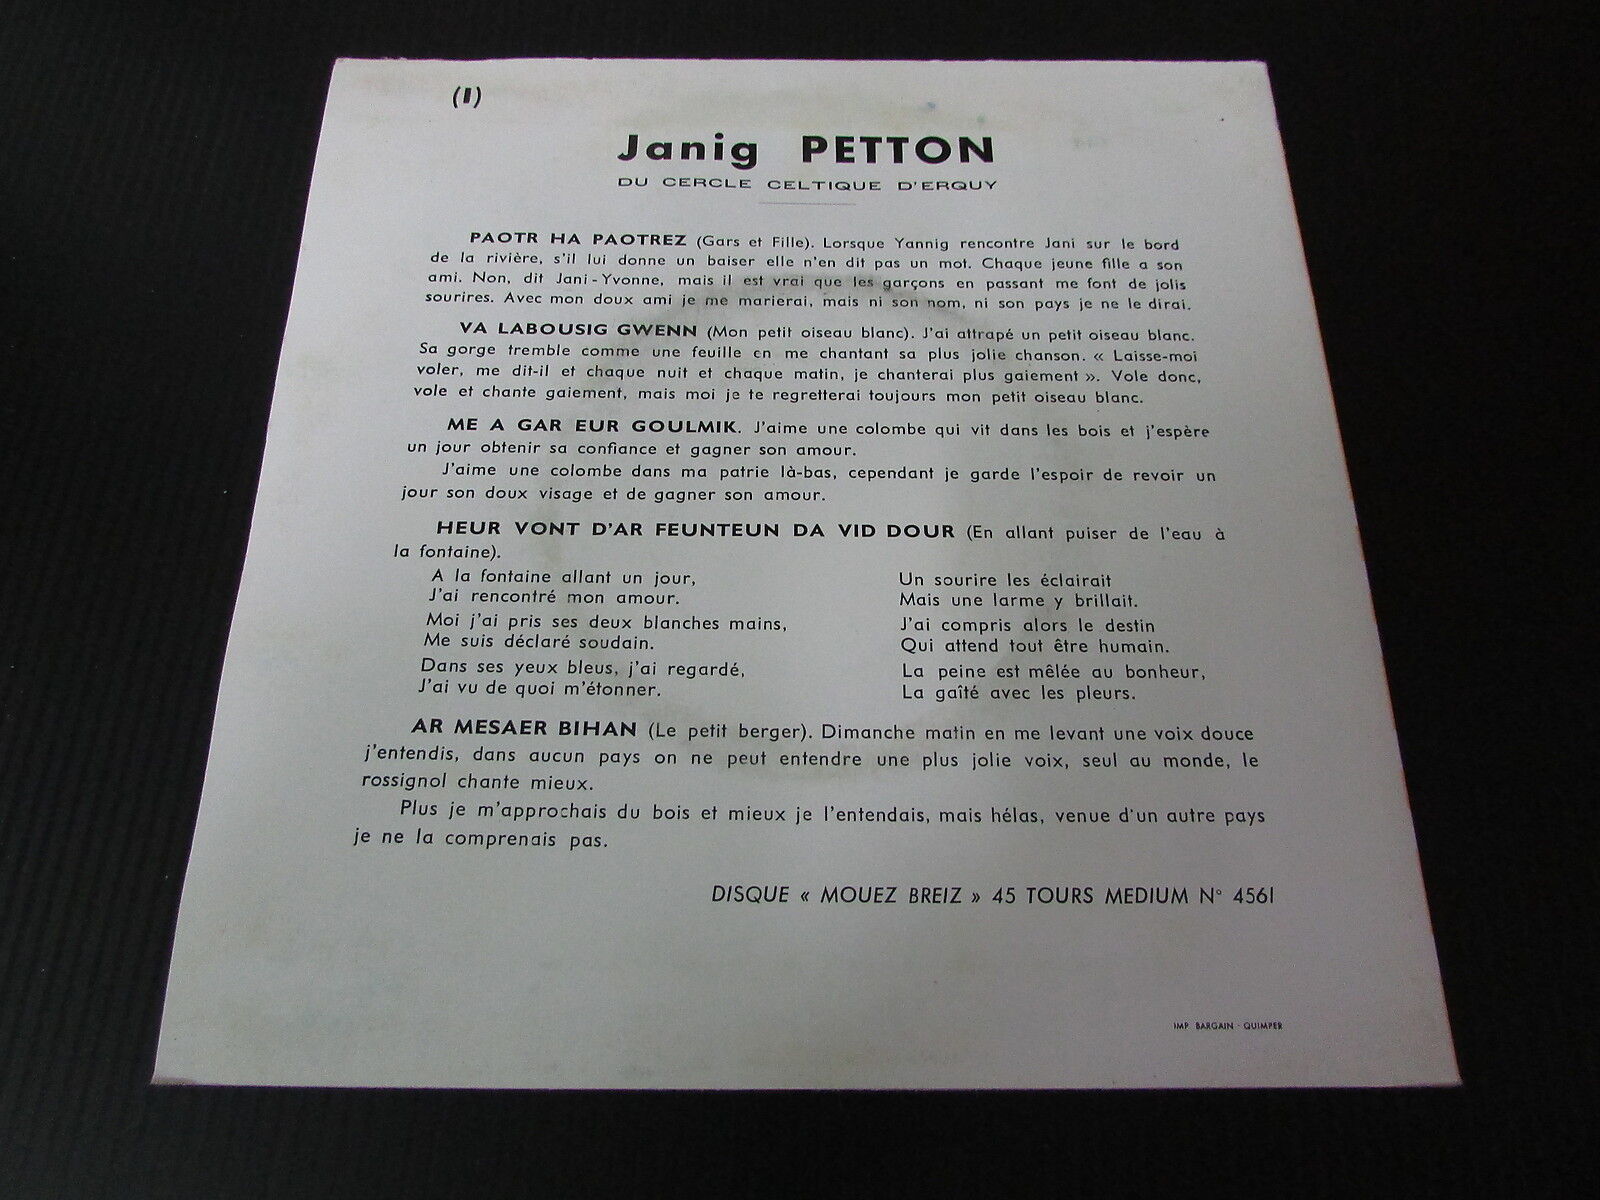 (I)
Janig PETTON
DU CERCLE CELTIQUE D'ERQUY
PAOTR HA PAOTREZ (Gars et Fille). Lorsque Yannig rencontre Jani sur le bord
de la rivière, s'il lui donne un baiser elle n'en dit pas un mot. Chaque jeune fille a son
ami. Non, dit Jani-Yvonne, mais il est vrai que les garçons en passant me font de jolis
sourires. Avec mon doux ami je me marierai, mais ni son nom, ni son pays je ne le dirai.
VA LABOUSIG GWENN (Mon petit oiseau blanc). J'ai attrapé un petit oiseau blanc.
Sa gorge tremble comme une feuille en me chantant sa plus jolie chanson. « Laisse-moi
voler, me dit-il et chaque nuit et chaque matin, je chanterai plus gaiement ». Vole donc,
vole et chante gaiement, mais moi je te regretterai toujours mon petit oiseau blanc.
ME A GAR EUR GOULMIK. J'aime une colombe qui vit dans les bois et j'espère
un jour obtenir sa confiance et gagner son amour.
J'aime une colombe dans ma patrie là-bas, cependant je garde l'espoir de revoir un
jour son doux visage et de gagner son amour.
HEUR VONT D'AR FEUNTEUN DA VID DOUR (En allant puiser de l'eau à
la fontaine).
A la fontaine allant un jour,
J'ai rencontré mon amour.
Moi j'ai pris ses deux blanches mains,
Me suis déclaré soudain.
Dans ses yeux bleus, j'ai regardé,
J'ai vu de quoi m'étonner.
Un sourire les éclairait
Mais une larme y brillait.
J'ai compris alors le destin
Qui attend tout être humain.
La peine est mêlée au bonheur,
La gaîté avec les pleurs.
AR MESAER BIHAN (Le petit berger). Dimanche matin en me levant une voix douce
j'entendis, dans aucun pays on ne peut entendre une plus jolie voix, seul au monde, le
rossignol chante mieux.
Plus je m'approchais du bois et mieux je l'entendais, mais hélas, venue d'un autre pays
je ne la comprenais pas.
DISQUE « MOUEZ BREIZ » 45 TOURS MEDIUM N° 4561
IMP BARGAIN - QUIMPER